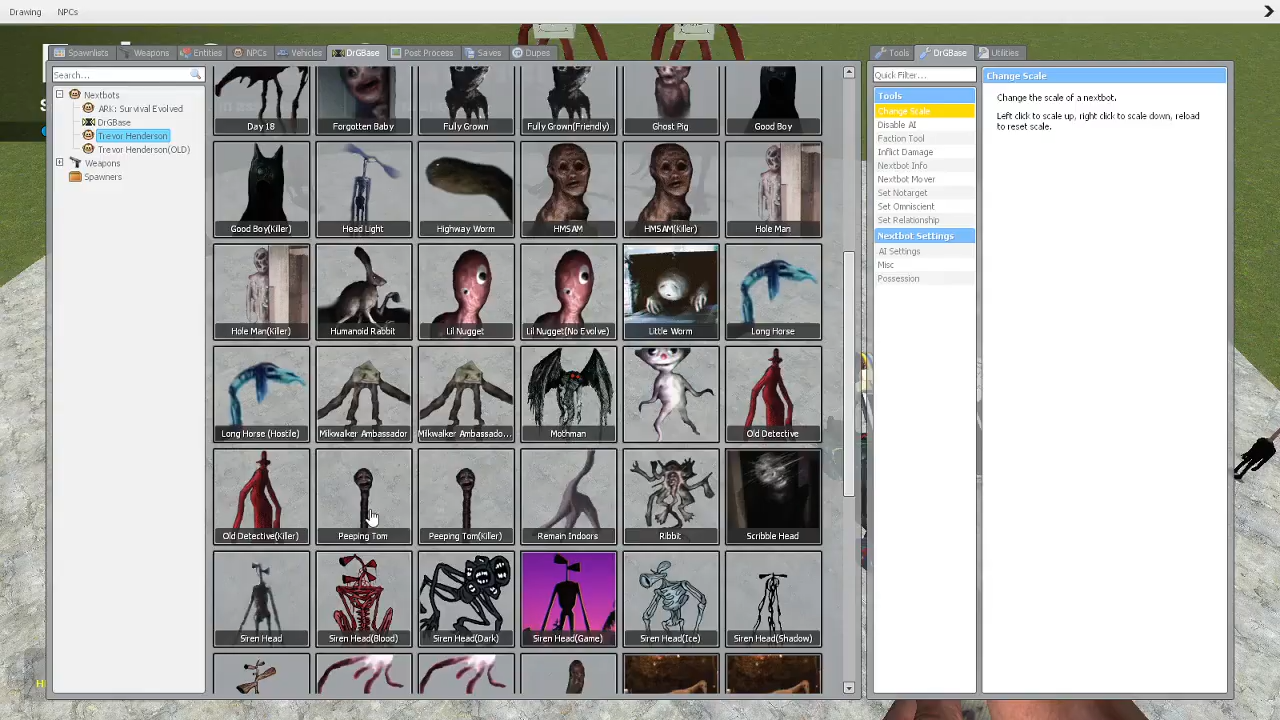 Drawing NPCs
Spawnlists Weapons Entities NPCs Vehicles DrGBase Post Process Saves Dupes
Tools DrGBase Utilities
Search...
Nextbots
ARK: Survival Evolved
DrGBase
Trevor Henderson
Trevor Henderson(OLD)
Weapons
Spawners
Day 18 Forgotten Baby Fully Grown Fully Grown(Friendly) Ghost Pig Good Boy
Good Boy(Killer) Head Light Highway Worm HMSAM HMSAM(Killer) Hole Man
Hole Man(Killer) Humanoid Rabbit Lil Nugget Lil Nugget(No Evolve) Little Worm Long Horse
Long Horse (Hostile) Milkwalker Ambassador Milkwalker Ambassado... Mothman Old Detective
Old Detective(Killer) Peeping Tom Peeping Tom(Killer) Remain Indoors Ribbit Scribble Head
Siren Head Siren Head(Blood) Siren Head(Dark) Siren Head(Game) Siren Head(Ice) Siren Head(Shadow)
Quick Filter...
Tools
Change Scale
Disable AI
Faction Tool
Inflict Damage
Nextbot Info
Nextbot Mover
Set Notarget
Set Omniscient
Set Relationship
Nextbot Settings
AI Settings
Misc
Possession
Change Scale
Change the scale of a nextbot.
Left click to scale up, right click to scale down, reload
to reset scale.